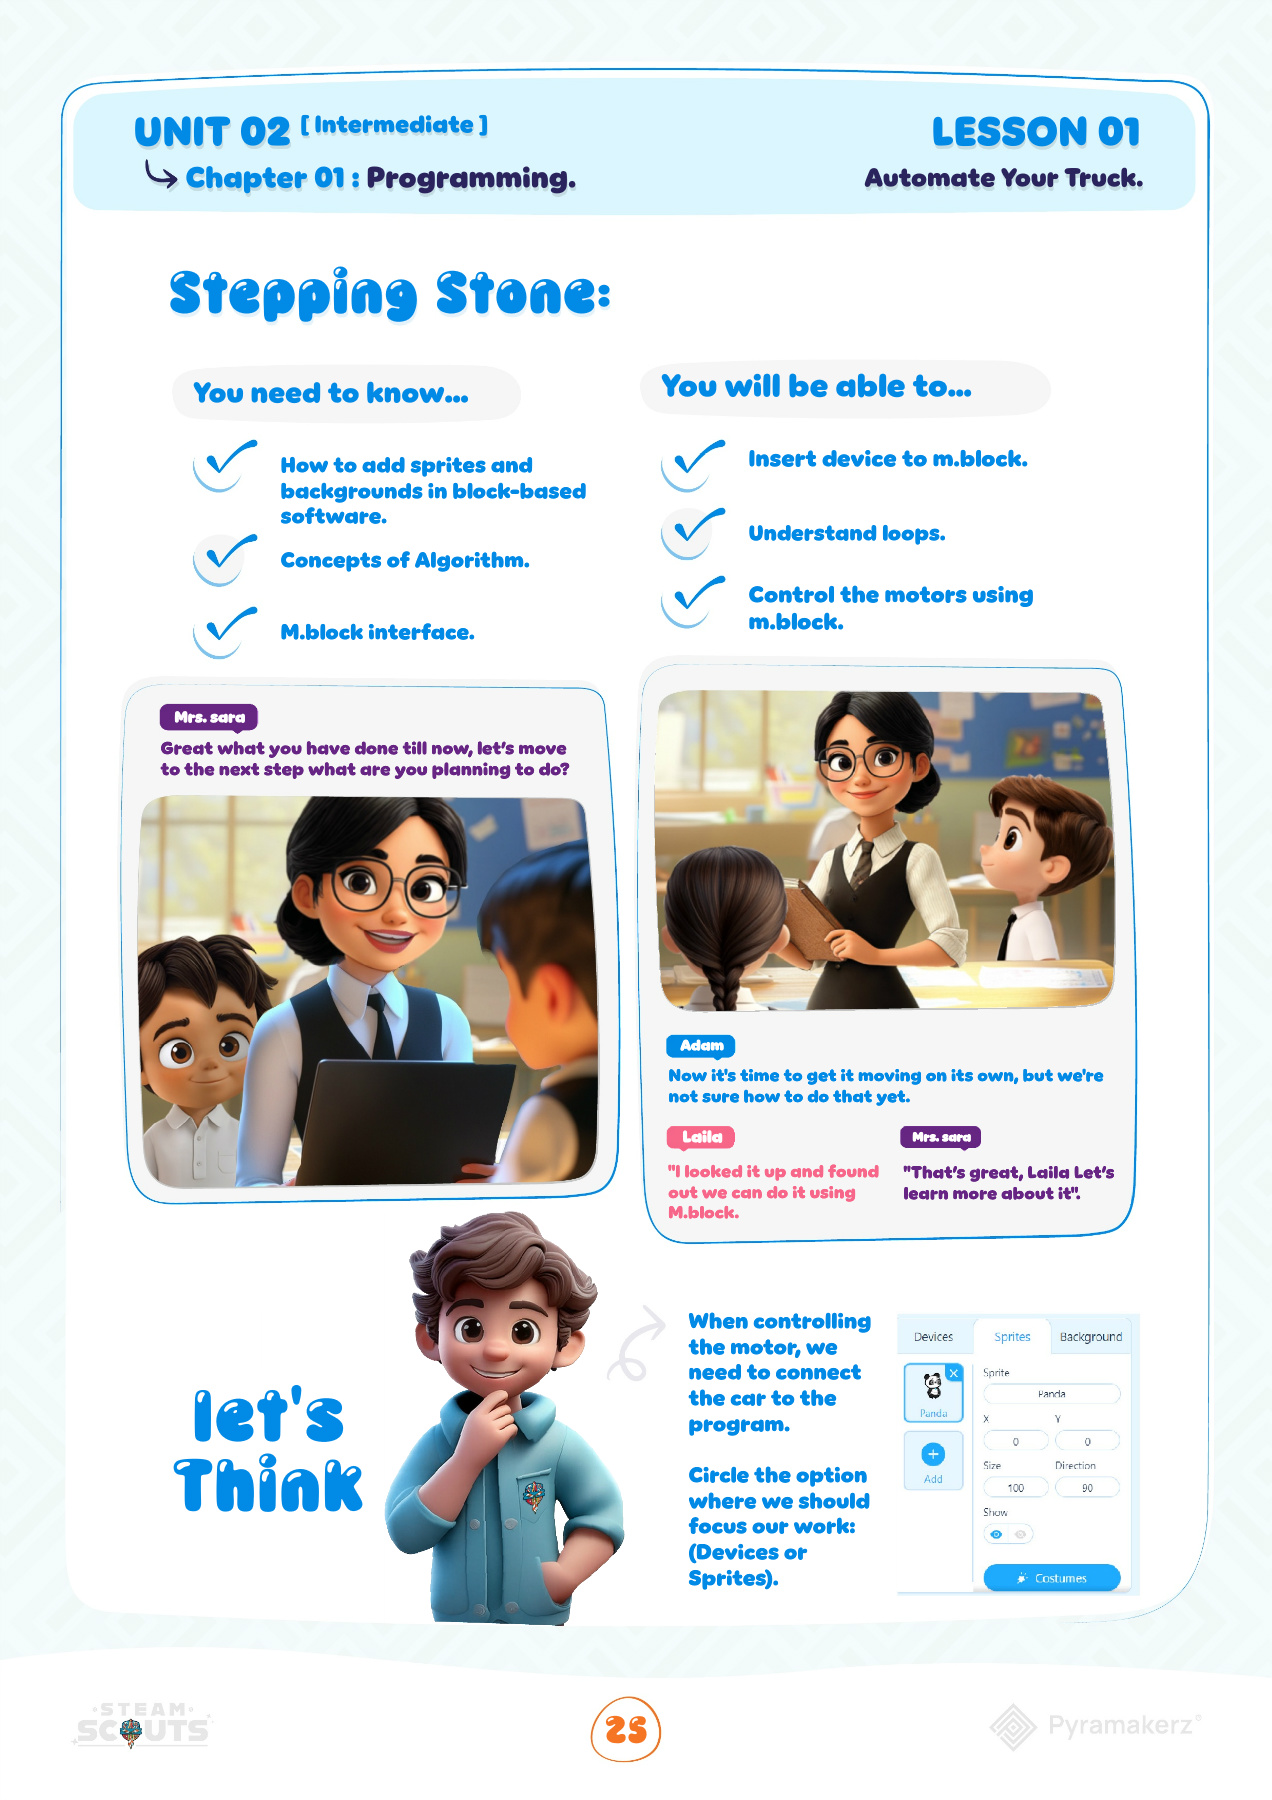 UNIT 02 [ Intermediate ]
Chapter 01 : Programming.
LESSON 01
Automate Your Truck.
Stepping Stone:
You need to know...
How to add sprites and
backgrounds in block-based
software.
Concepts of Algorithm.
M.block interface.
You will be able to...
Insert device to m.block.
Understand loops.
Control the motors using
m.block.
Mrs. sara
Great what you have done till now, let's move
to the next step what are you planning to do?
Adam
Now it's time to get it moving on its own, but we're
not sure how to do that yet.
Laila
"I looked it up and found
out we can do it using
M.block.
Mrs. sara
"That's great, Laila Let's
learn more about it".
let's
Think
When controlling
the motor, we
need to connect
the car to the
program.
Circle the option
where we should
focus our work:
(Devices or
Sprites).
Devices
Sprites
Background
Panda
Add
Sprite
Panda
X
Y
0
0
Size
Direction
100
90
Show
Costumes
STEAM
SCOUTS
25
Pyramakerz